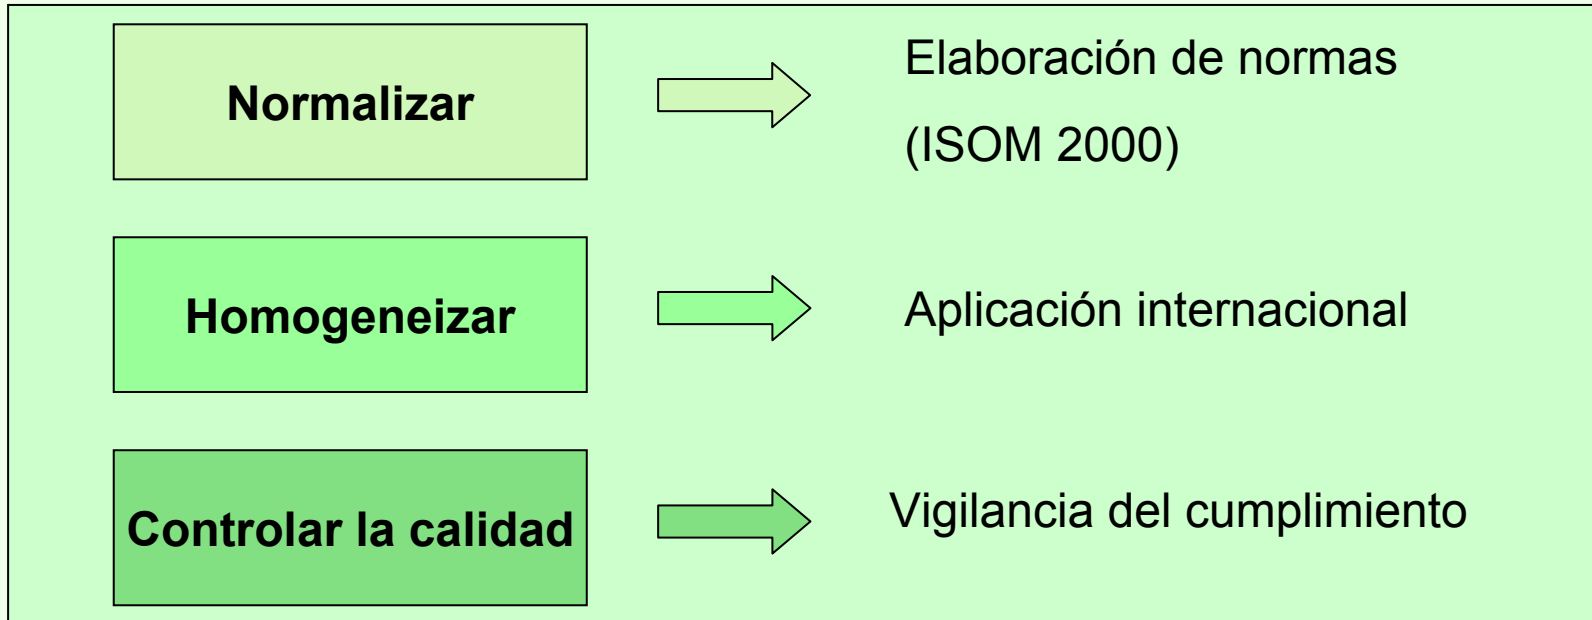 Normalizar
Elaboración de normas
(ISOM 2000)
Homogeneizar
Aplicación internacional
Controlar la calidad
Vigilancia del cumplimiento